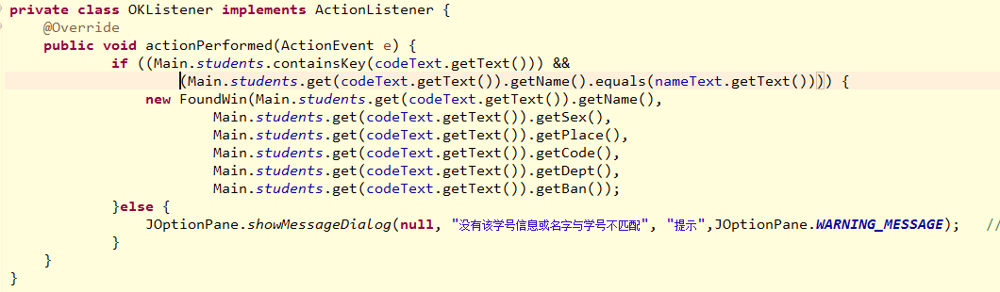 private class OKListener implements ActionListener {
    @Override
    public void actionPerformed(ActionEvent e) {
            if ((Main.students.containsKey(codeText.getText())) &&
                    (Main.students.get(codeText.getText()).getName().equals(nameText.getText()))) {
                new FoundWin(Main.students.get(codeText.getText()).getName(),
                        Main.students.get(codeText.getText()).getSex(),
                        Main.students.get(codeText.getText()).getPlace(),
                        Main.students.get(codeText.getText()).getCode(),
                        Main.students.get(codeText.getText()).getDept(),
                        Main.students.get(codeText.getText()).getBan());
            }else {
                JOptionPane.showMessageDialog(null, "没有该学号信息或名字与学号不匹配", "提示",JOptionPane.WARNING_MESSAGE);   //
            }
    }
}